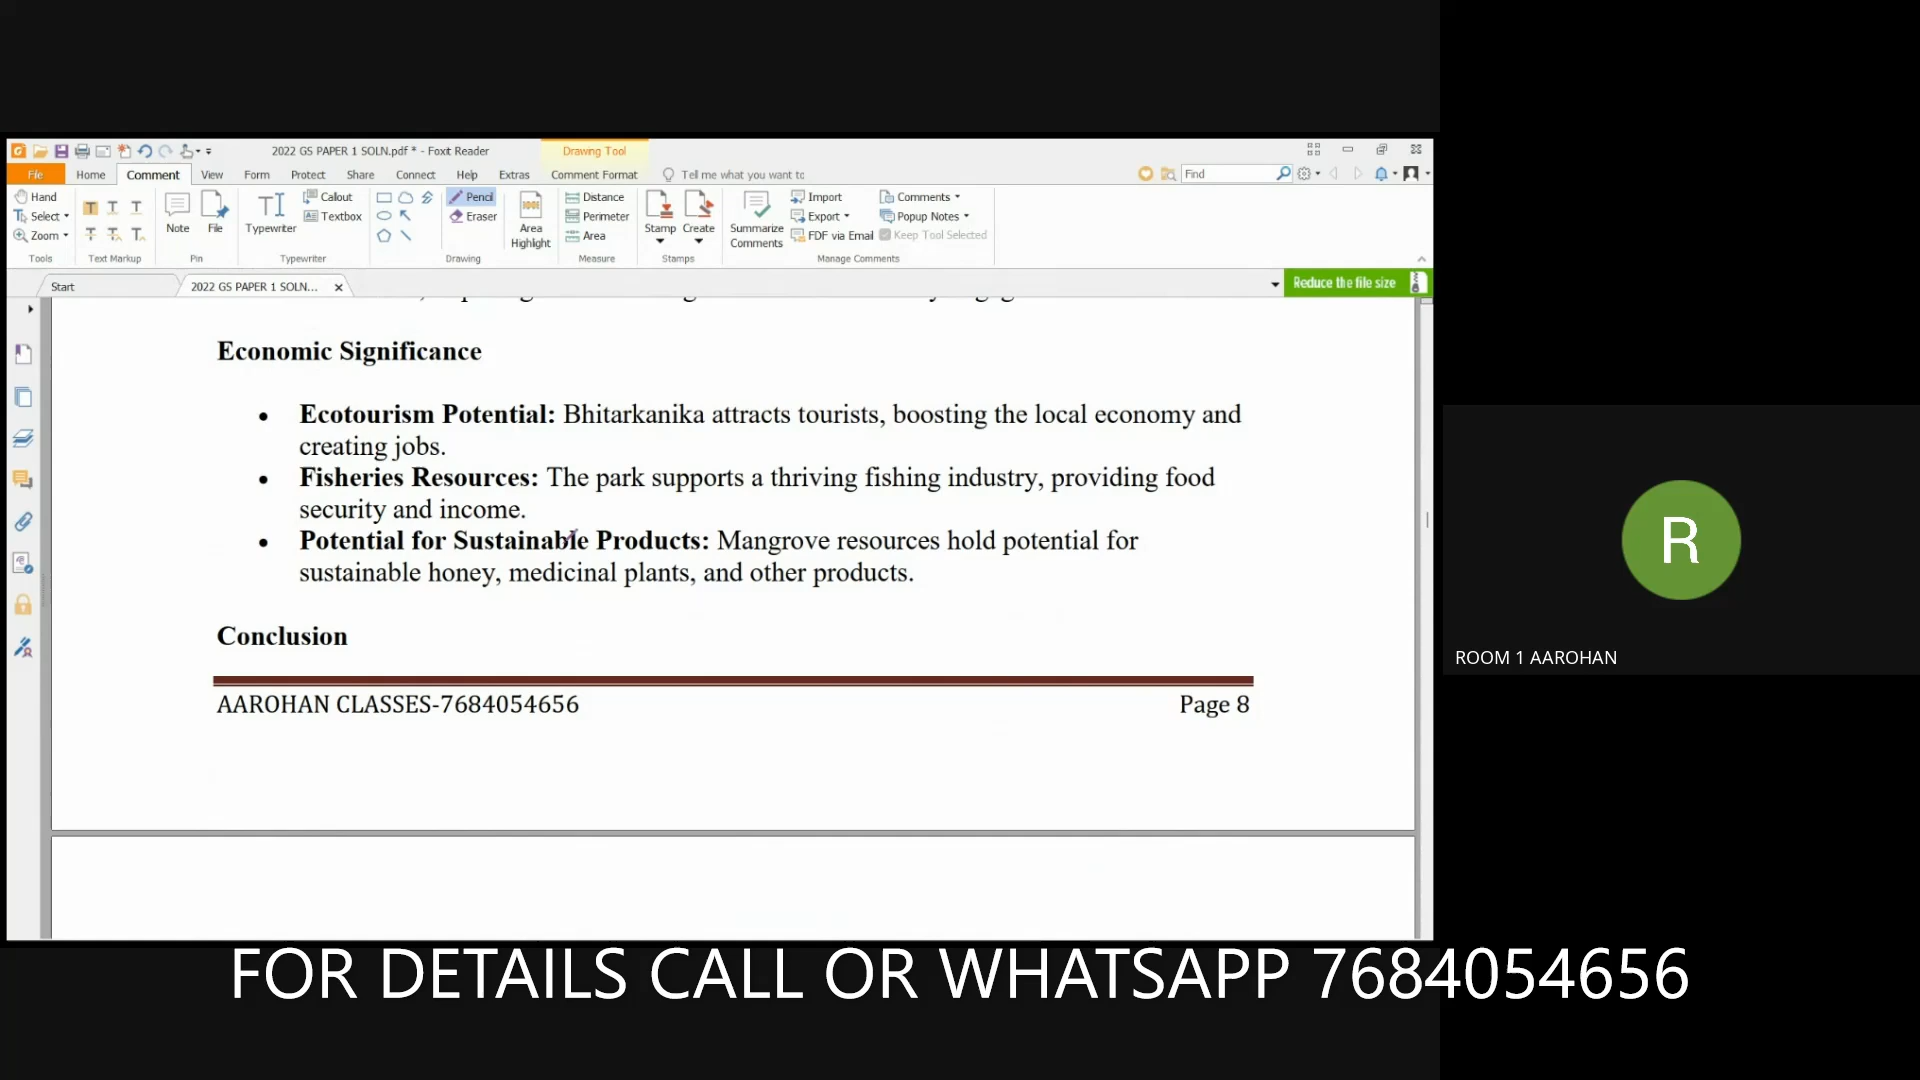 2022 GS PAPER 1 SOLN.pdf * - Foxit Reader
Drawing Tool
File Home Comment View Form Protect Share Connect Help Extras Comment Format Tell me what you want to
Find
Hand
Select
Zoom
Tools
Text Markup
Note
File
Pin
Typewriter
Callout
Textbox
Typewriter
Pencil
Eraser
Drawing
Area
Highlight
Distance
Perimeter
Area
Measure
Stamp
Create
Stamps
Summarize
Comments
Import
Export
FDF via Email
Comments
Popup Notes
Keep Tool Selected
Manage Comments
Start
2022 GS PAPER 1 SOLN...
Reduce the file size
Economic Significance
• Ecotourism Potential: Bhitarkanika attracts tourists, boosting the local economy and
creating jobs.
• Fisheries Resources: The park supports a thriving fishing industry, providing food
security and income.
• Potential for Sustainable Products: Mangrove resources hold potential for
sustainable honey, medicinal plants, and other products.
Conclusion
AAROHAN CLASSES-7684054656
Page 8
R
ROOM 1 AAROHAN
FOR DETAILS CALL OR WHATSAPP 7684054656